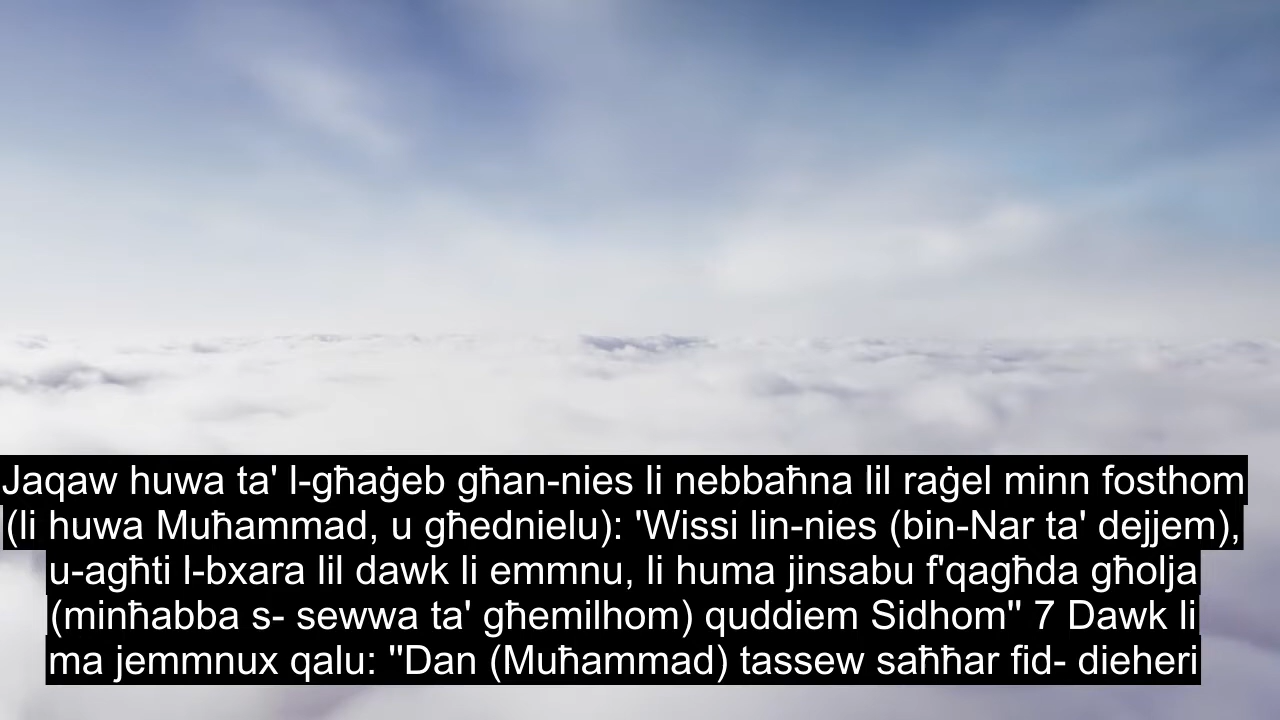 Jaqaw huwa ta' l-għaġeb għan-nies li nebbaħna lil raġel minn fosthom
(li huwa Muħammad, u għednielu): 'Wissi lin-nies (bin-Nar ta' dejjem),
u-agħti l-bxara lil dawk li emmnu, li huma jinsabu f'qagħda għolja
(minħabba s- sewwa ta' għemilhom) quddiem Sidhom" 7 Dawk li
ma jemmnux qalu: "Dan (Muħammad) tassew saħħar fid- dieheri